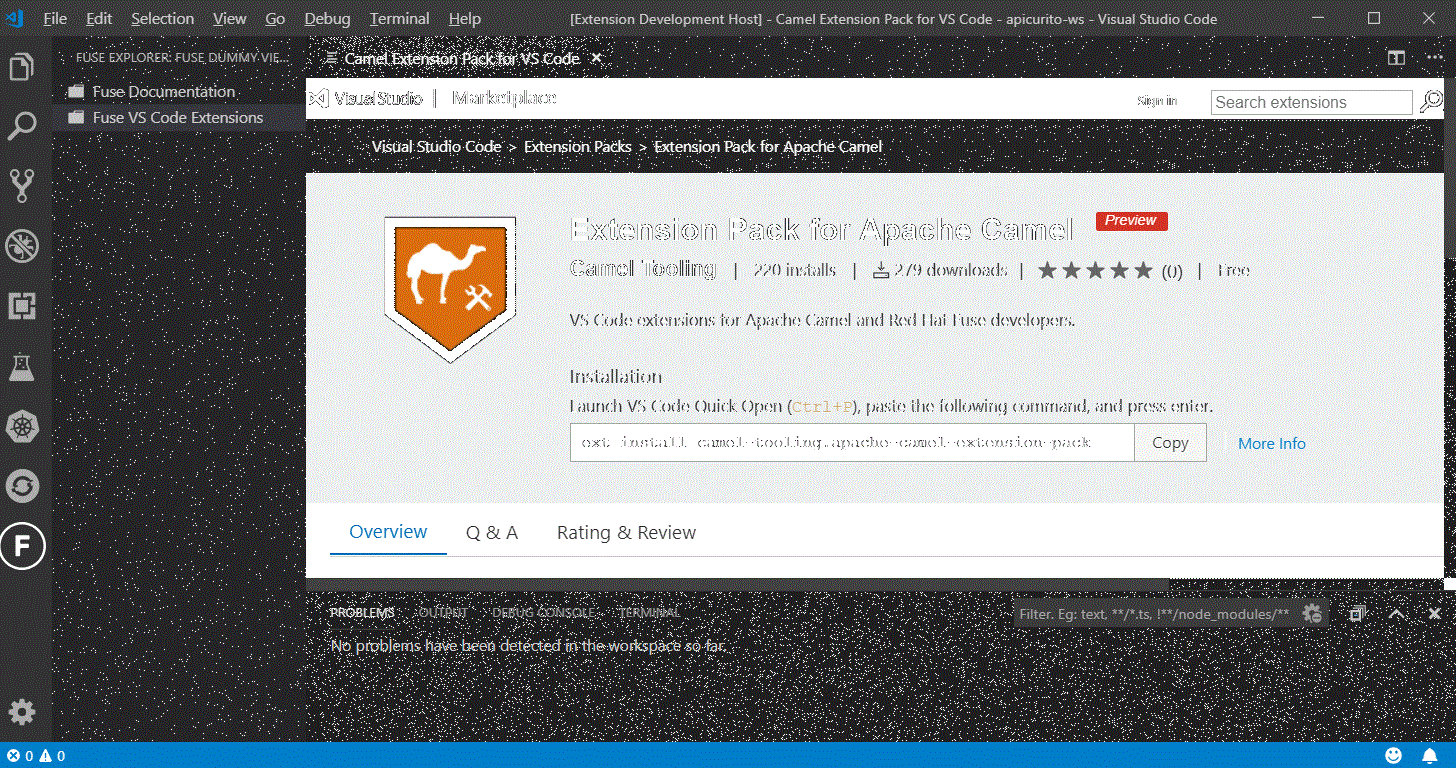 File Edit Selection View Go Debug Terminal Help [Extension Development Host] - Camel Extension Pack for VS Code - apicurito-ws - Visual Studio Code
FUSE EXPLORER: FUSE DUMMY VIE...
Fuse Documentation
Fuse VS Code Extensions
Camel Extension Pack for VS Code
Visual Studio | Marketplace Sign in Search extensions
Visual Studio Code > Extension Packs > Extension Pack for Apache Camel
Extension Pack for Apache Camel Preview
Camel Tooling | 220 installs | 279 downloads | (0) | Free
VS Code extensions for Apache Camel and Red Hat Fuse developers.
Installation
Launch VS Code Quick Open (Ctrl+P), paste the following command, and press enter.
ext install camel-tooling.apache-camel-extension-pack Copy More Info
Overview Q & A Rating & Review
PROBLEMS OUTPUT DEBUG CONSOLE TERMINAL Filter. Eg: text, **/*.ts, !**/node_modules/**
No problems have been detected in the workspace so far.
F
0 0